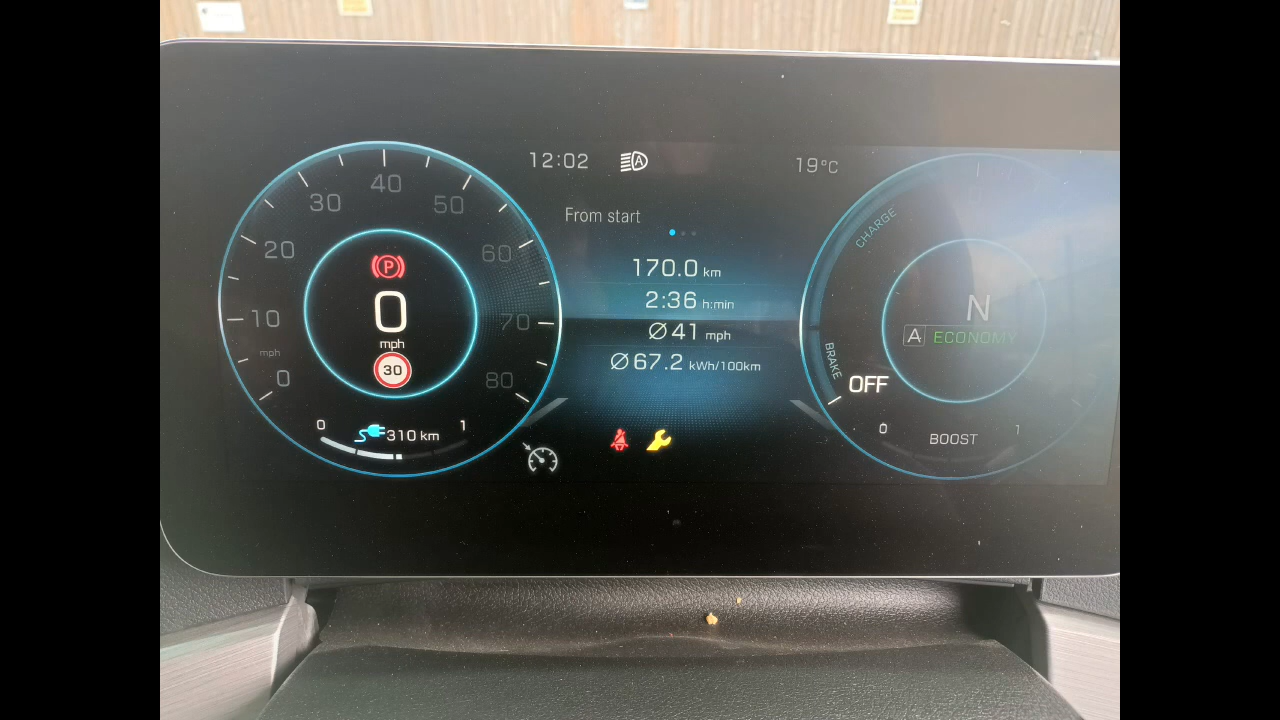 12:02
A
19°C
From start
170.0 km
2:36 h:min
Ø 41 mph
Ø 67.2 kWh/100km
0
10
20
30
40
50
60
70
80
mph
P
0
mph
30
0
310 km
1
CHARGE
BRAKE
OFF
N
A ECONOMY
0
BOOST
1